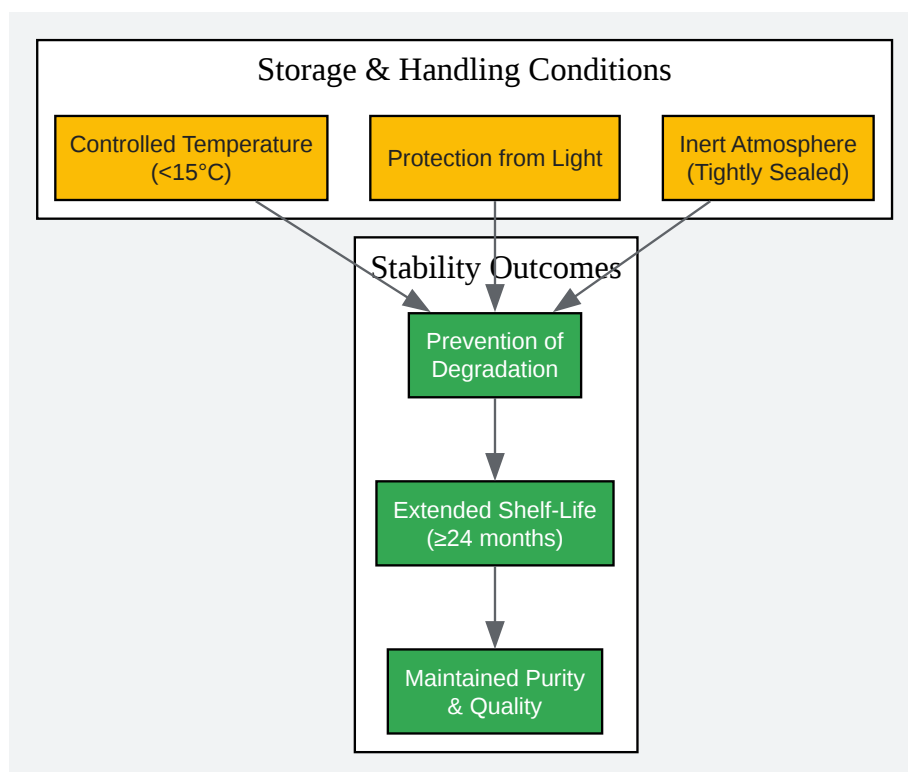 Storage & Handling Conditions
Controlled Temperature
(<15°C)
Protection from Light
Inert Atmosphere
(Tightly Sealed)
Stability Outcomes
Prevention of
Degradation
Extended Shelf-Life
(≥24 months)
Maintained Purity
& Quality